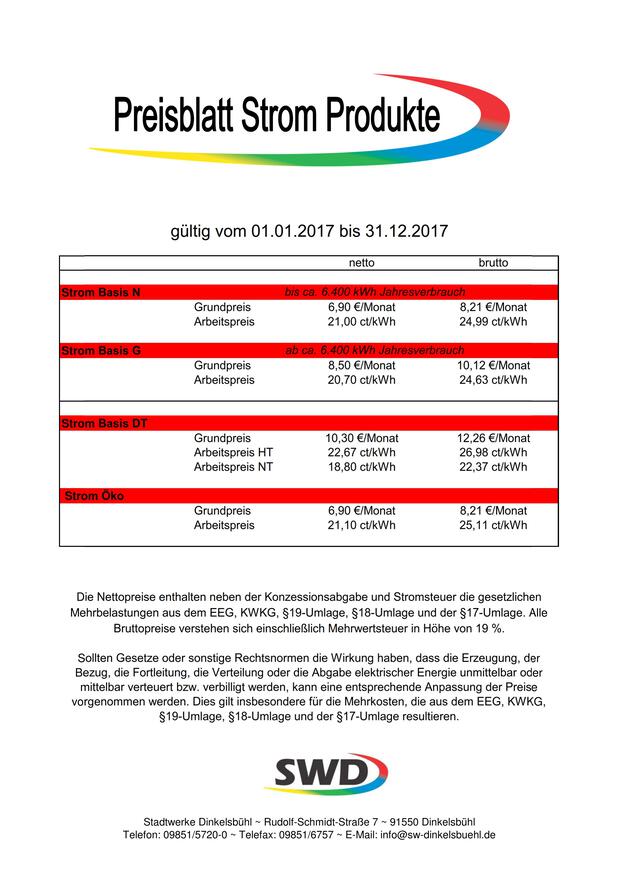 Preisblatt Strom Produkte
gültig vom 01.01.2017 bis 31.12.2017
netto brutto
Strom Basis N bis ca. 6.400 kWh Jahresverbrauch
Grundpreis 6,90 €/Monat 8,21 €/Monat
Arbeitspreis 21,00 ct/kWh 24,99 ct/kWh
Strom Basis G ab ca. 6.400 kWh Jahresverbrauch
Grundpreis 8,50 €/Monat 10,12 €/Monat
Arbeitspreis 20,70 ct/kWh 24,63 ct/kWh
Strom Basis DT
Grundpreis 10,30 €/Monat 12,26 €/Monat
Arbeitspreis HT 22,67 ct/kWh 26,98 ct/kWh
Arbeitspreis NT 18,80 ct/kWh 22,37 ct/kWh
Strom Öko
Grundpreis 6,90 €/Monat 8,21 €/Monat
Arbeitspreis 21,10 ct/kWh 25,11 ct/kWh
Die Nettopreise enthalten neben der Konzessionsabgabe und Stromsteuer die gesetzlichen
Mehrbelastungen aus dem EEG, KWKG, §19-Umlage, §18-Umlage und der §17-Umlage. Alle
Bruttopreise verstehen sich einschließlich Mehrwertsteuer in Höhe von 19 %.
Sollten Gesetze oder sonstige Rechtsnormen die Wirkung haben, dass die Erzeugung, der
Bezug, die Fortleitung, die Verteilung oder die Abgabe elektrischer Energie unmittelbar oder
mittelbar verteuert bzw. verbilligt werden, kann eine entsprechende Anpassung der Preise
vorgenommen werden. Dies gilt insbesondere für die Mehrkosten, die aus dem EEG, KWKG,
§19-Umlage, §18-Umlage und der §17-Umlage resultieren.
SWD
Stadtwerke Dinkelsbühl ~ Rudolf-Schmidt-Straße 7 ~ 91550 Dinkelsbühl
Telefon: 09851/5720-0 ~ Telefax: 09851/6757 ~ E-Mail: info@sw-dinkelsbuehl.de